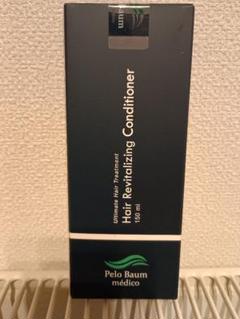 Ultimate Hair Treatment
Hair Revitalizing Conditioner
150 ml
Pelo Baum
médico